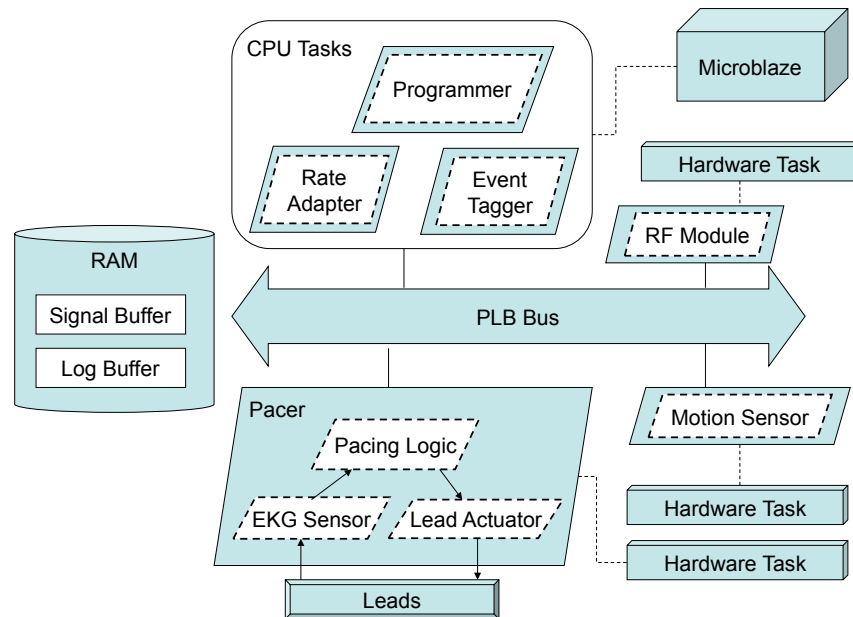 CPU Tasks
Programmer
Microblaze
Rate
Adapter
Event
Tagger
Hardware Task
RF Module
RAM
Signal Buffer
Log Buffer
PLB Bus
Pacer
Pacing Logic
EKG Sensor
Lead Actuator
Motion Sensor
Hardware Task
Hardware Task
Leads